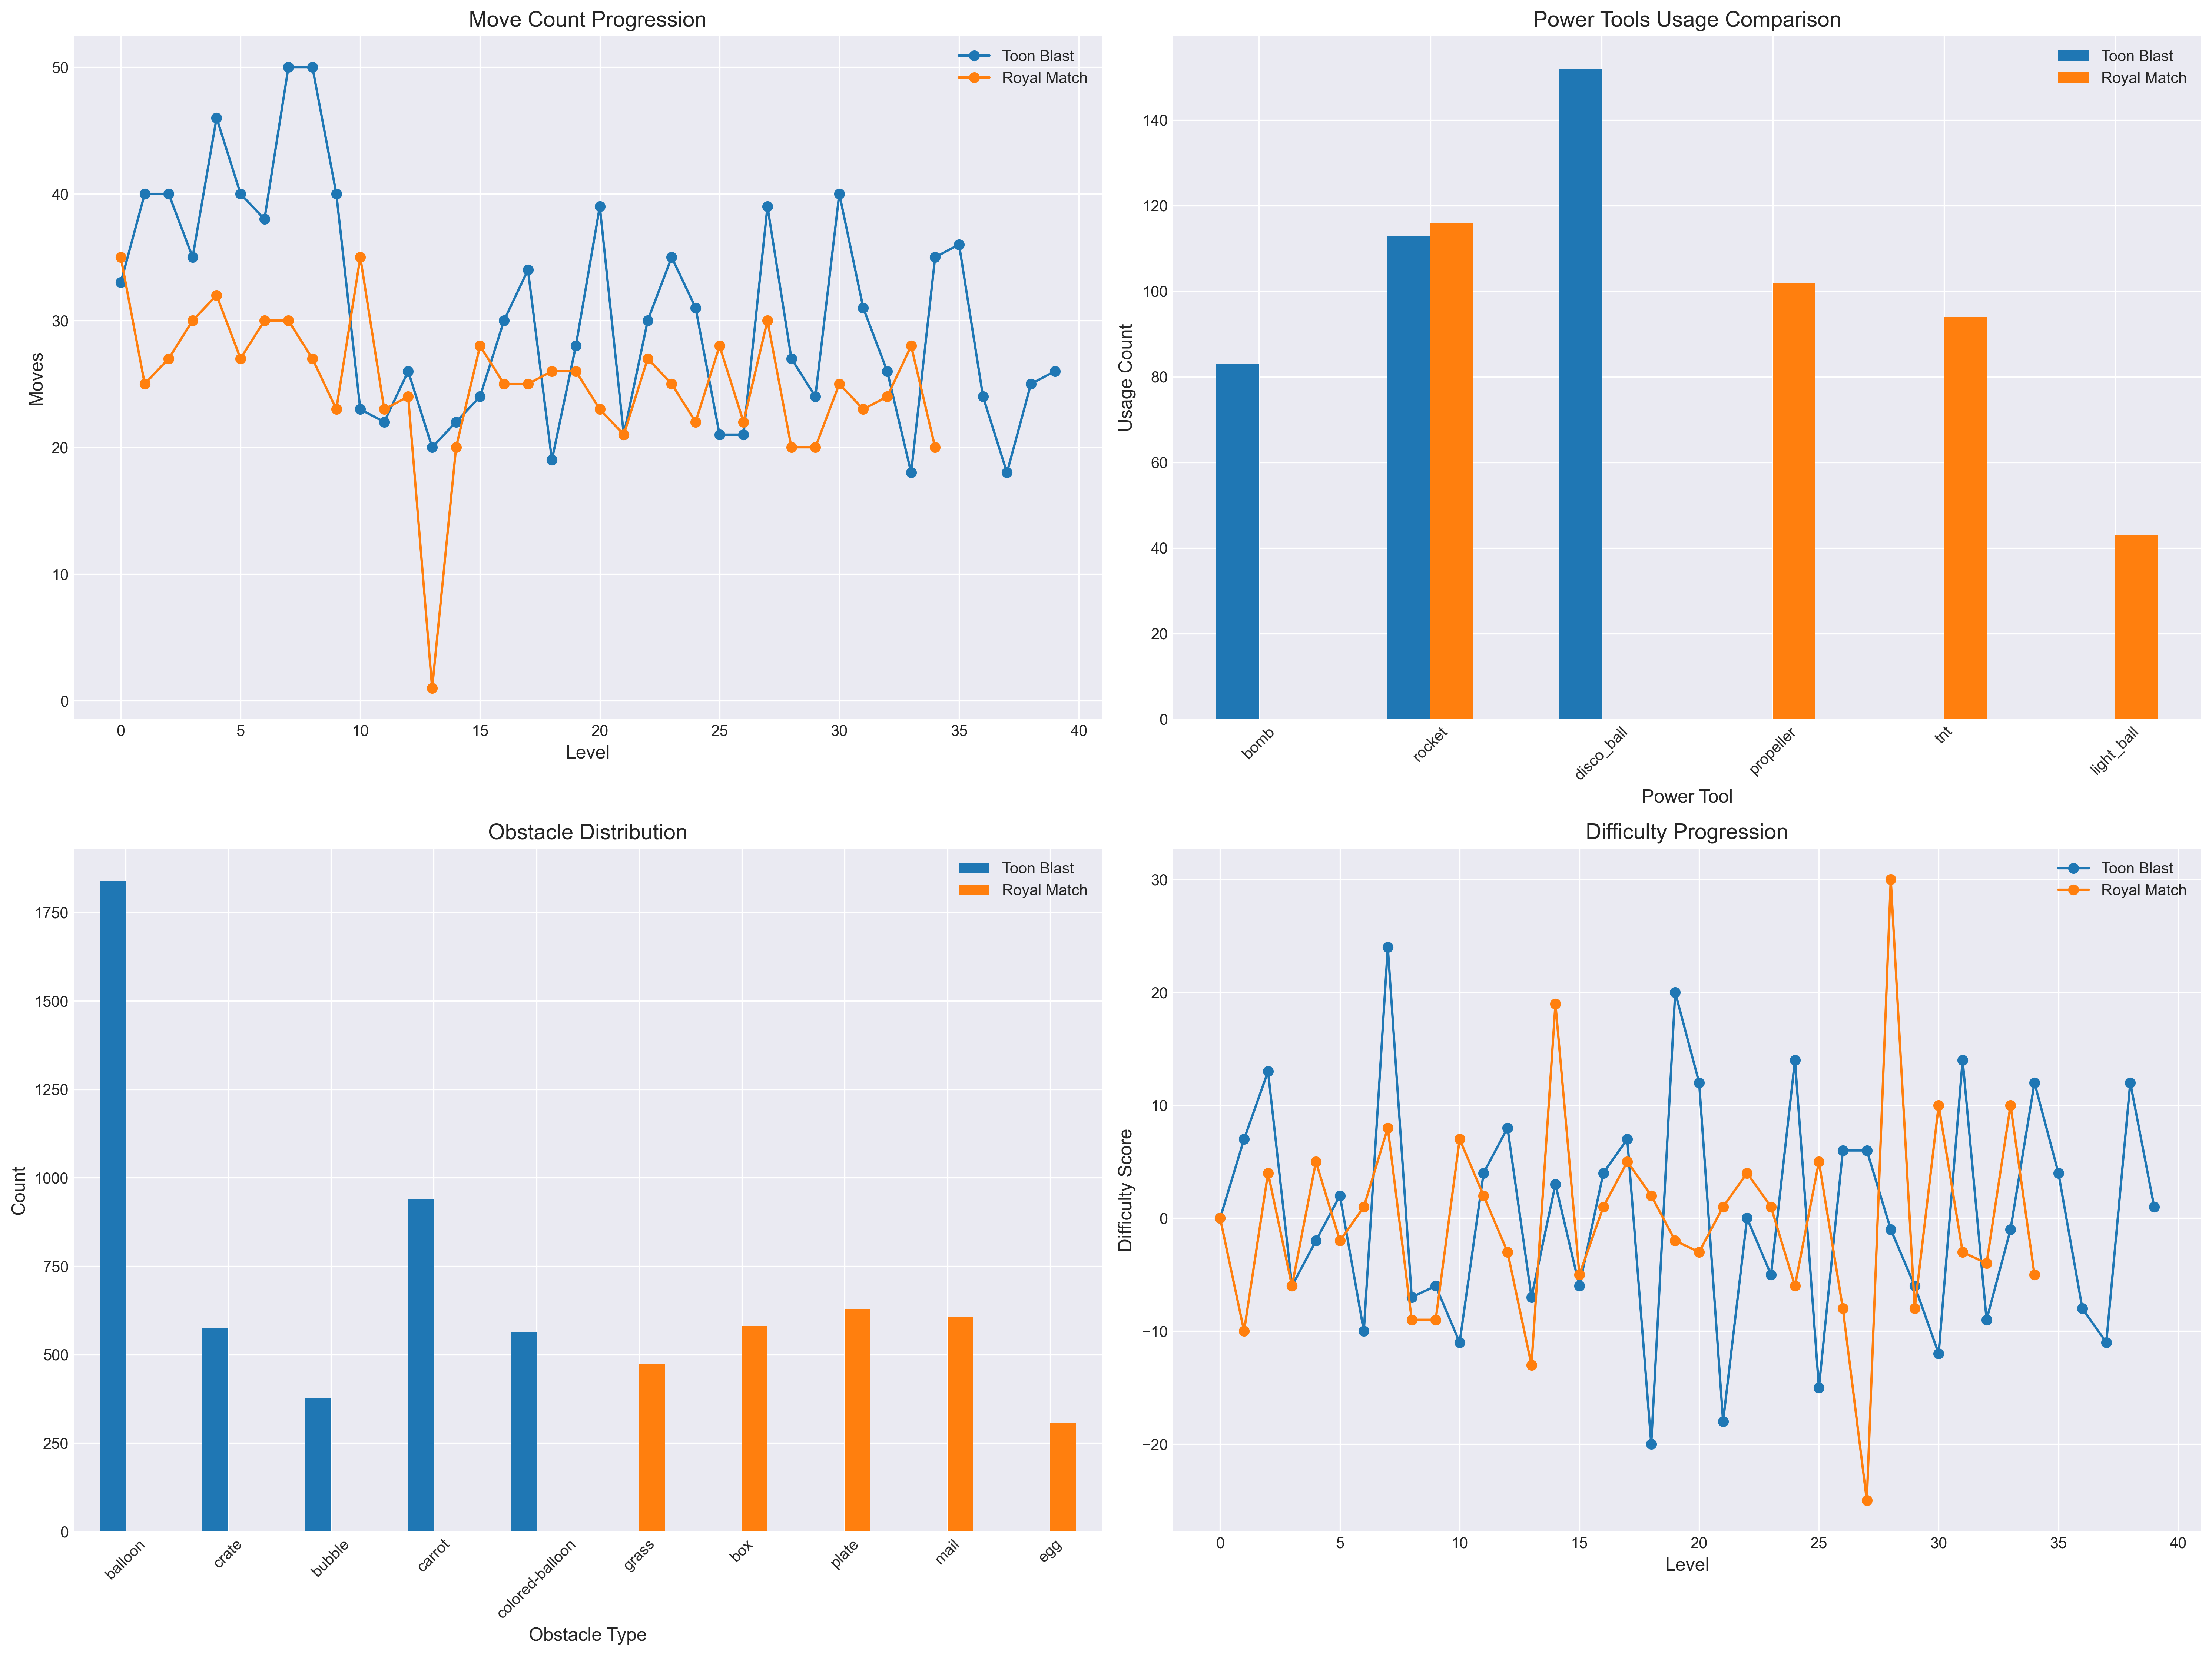 Move Count Progression
Toon Blast
Royal Match
50
40
30
20
10
0
Moves
0 5 10 15 20 25 30 35 40
Level
Power Tools Usage Comparison
Toon Blast
Royal Match
140
120
100
80
60
40
20
0
Usage Count
bomb rocket disco_ball propeller tnt light_ball
Power Tool
Obstacle Distribution
Toon Blast
Royal Match
1750
1500
1250
1000
750
500
250
0
Count
balloon crate bubble carrot colored-balloon grass box plate mail egg
Obstacle Type
Difficulty Progression
Toon Blast
Royal Match
30
20
10
0
−10
−20
Difficulty Score
0 5 10 15 20 25 30 35 40
Level